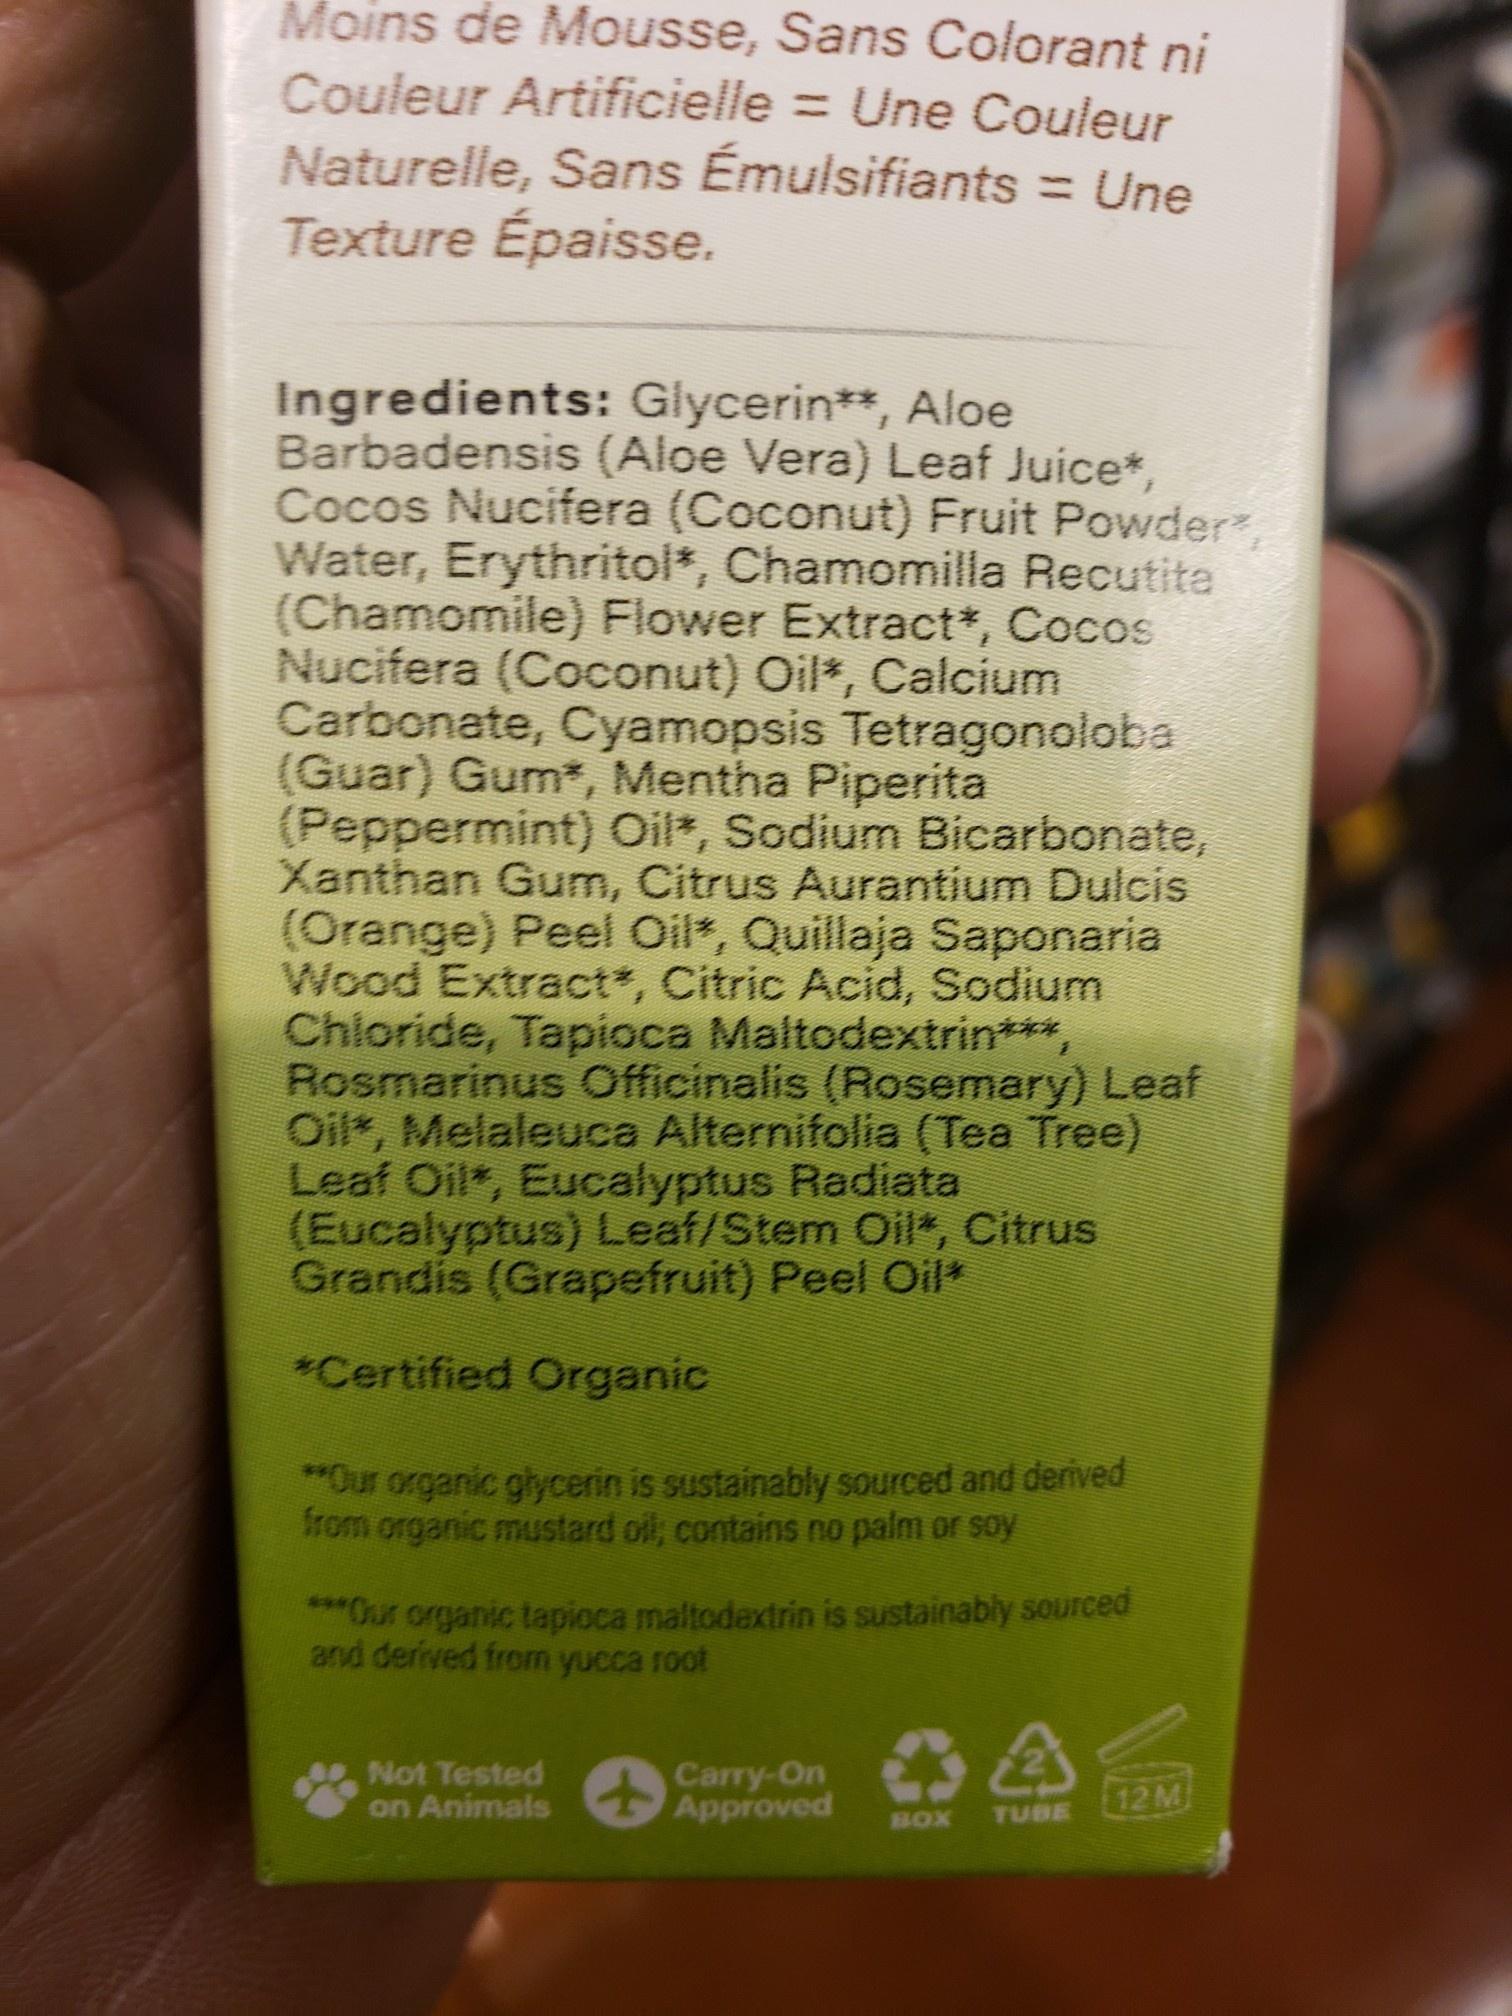 Moins de Mousse, Sans Colorant ni
Couleur Artificielle = Une Couleur
Naturelle, Sans Émulsifiants = Une
Texture Épaisse.
Ingredients: Glycerin**, Aloe
Barbadensis (Aloe Vera) Leaf Juice*,
Cocos Nucifera (Coconut) Fruit Powder*,
Water, Erythritol*, Chamomilla Recutita
(Chamomile) Flower Extract*, Cocos
Nucifera (Coconut) Oil*, Calcium
Carbonate, Cyamopsis Tetragonoloba
(Guar) Gum*, Mentha Piperita
(Peppermint) Oil*, Sodium Bicarbonate,
Xanthan Gum, Citrus Aurantium Dulcis
(Orange) Peel Oil*, Quillaja Saponaria
Wood Extract*, Citric Acid, Sodium
Chloride, Tapioca Maltodextrin***,
Rosmarinus Officinalis (Rosemary) Leaf
Oil*, Melaleuca Alternifolia (Tea Tree)
Leaf Oil*, Eucalyptus Radiata
(Eucalyptus) Leaf/Stem Oil*, Citrus
Grandis (Grapefruit) Peel Oil*
*Certified Organic
**Our organic glycerin is sustainably sourced and derived
from organic mustard oil; contains no palm or soy
***Our organic tapioca maltodextrin is sustainably sourced
and derived from yucca root
Not Tested
on Animals
Carry-On
Approved
BOX
2
TUBE
12 M